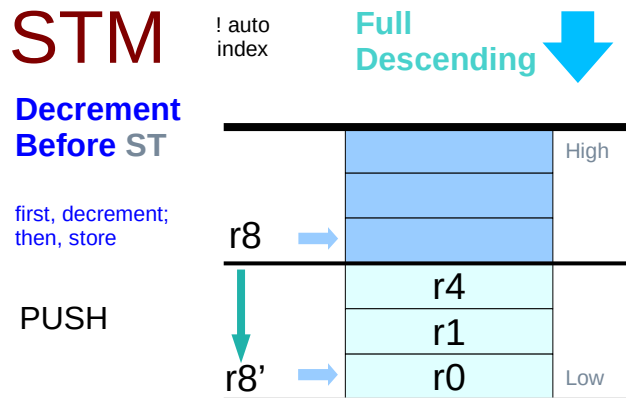 STM
! auto
index
Full
Descending
Decrement
Before ST
High
first, decrement;
then, store
r8
r4
PUSH
r1
r8’
r0
Low